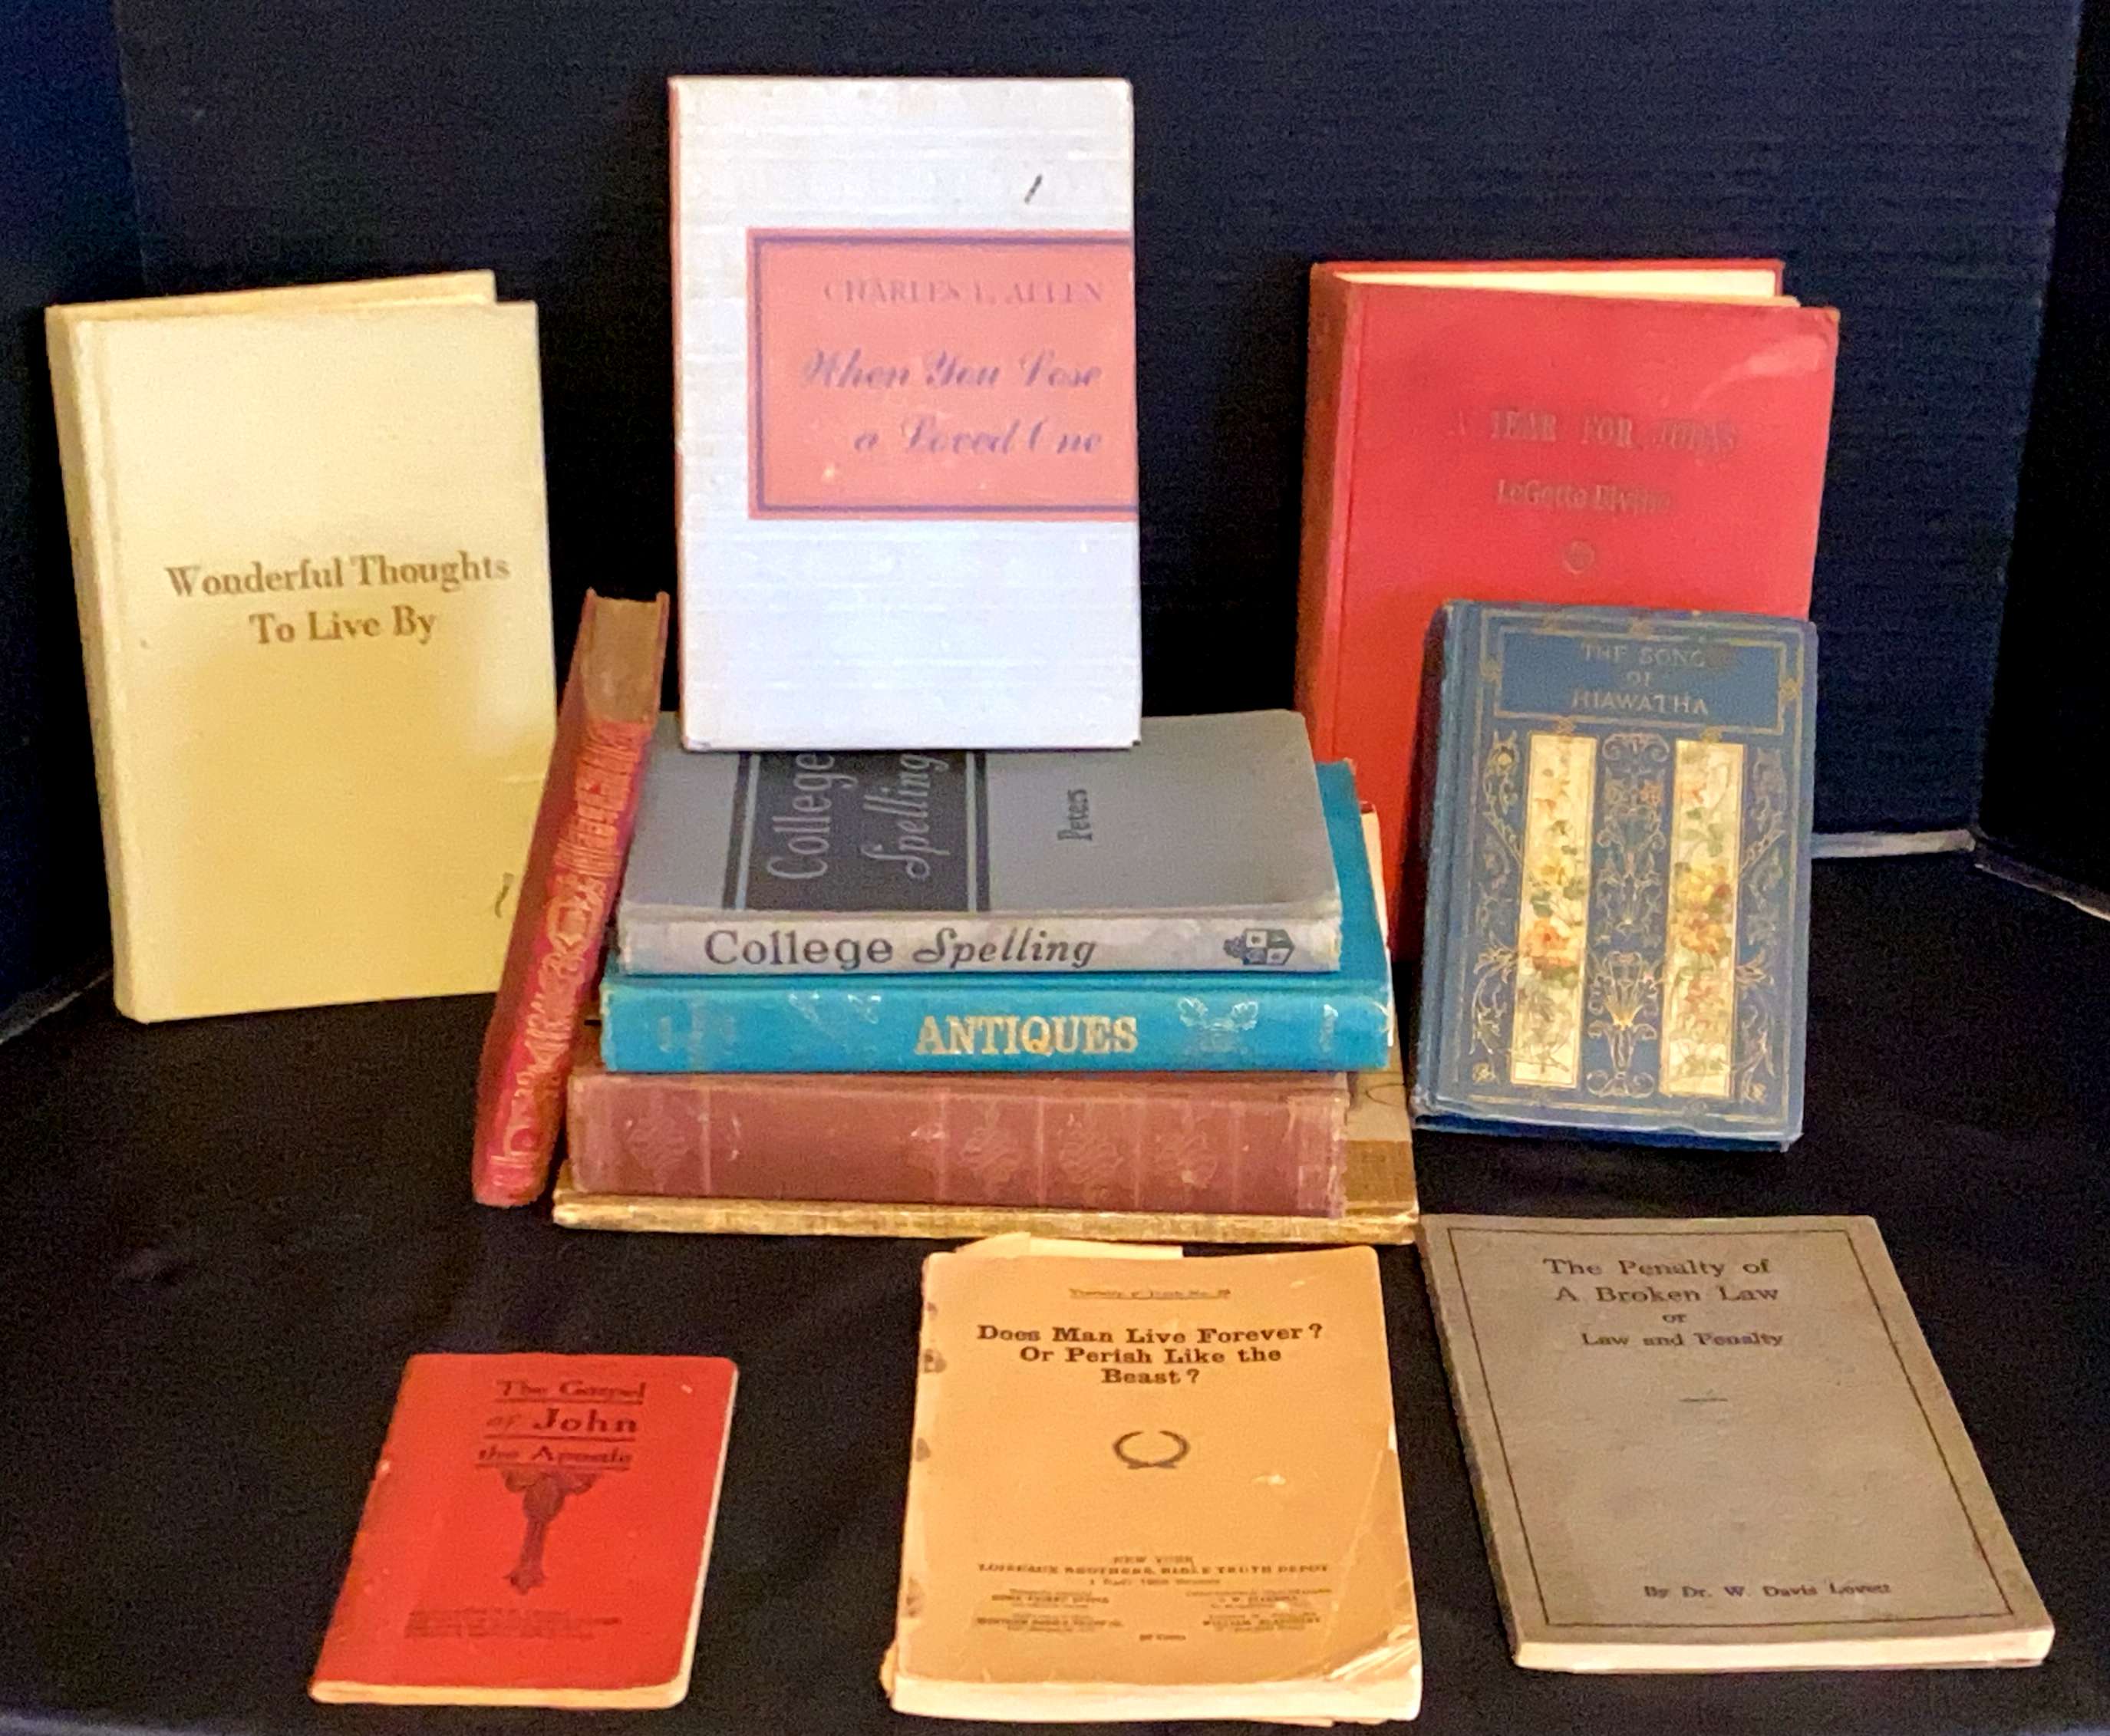 Wonderful Thoughts
To Live By
CHARLES L. ALLEN
When You Lose
a Loved One
A TEAR FOR JUDAS
LeGette Blythe
THE SONG
OF
HIAWATHA
College
Spelling
Peters
College Spelling
ANTIQUES
The Gospel
of John
the Apostle
Does Man Live Forever?
Or Perish Like the
Beast?
NEW YORK
LOIZEAUX BROTHERS, BIBLE TRUTH DEPOT
The Penalty of
A Broken Law
or
Law and Penalty
By Dr. W. Davis Lovett